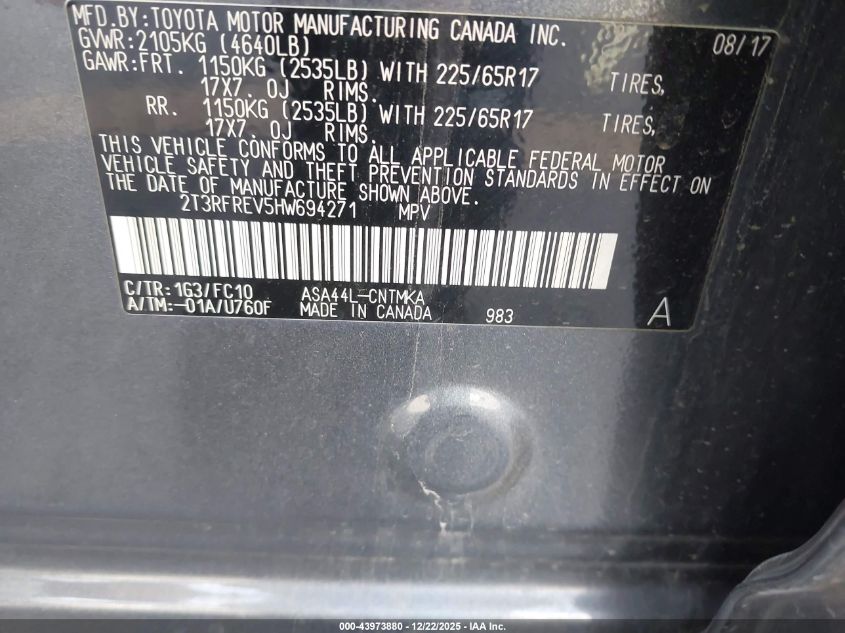 MFD.BY:TOYOTA MOTOR MANUFACTURING CANADA INC. 08/17
GVWR:2105KG (4640LB)
GAWR:FRT. 1150KG (2535LB) WITH 225/65R17 TIRES,
17X7. 0J RIMS.
RR. 1150KG (2535LB) WITH 225/65R17 TIRES,
17X7. 0J RIMS.
THIS VEHICLE CONFORMS TO ALL APPLICABLE FEDERAL MOTOR
VEHICLE SAFETY AND THEFT PREVENTION STANDARDS IN EFFECT ON
THE DATE OF MANUFACTURE SHOWN ABOVE.
2T3RFREV5HW694271 MPV
C/TR:1G3/FC10 ASA44L-CNTMKA
A/TM:-01A/U760F MADE IN CANADA 983 A
000-43973880 - 12/22/2025 - IAA Inc.